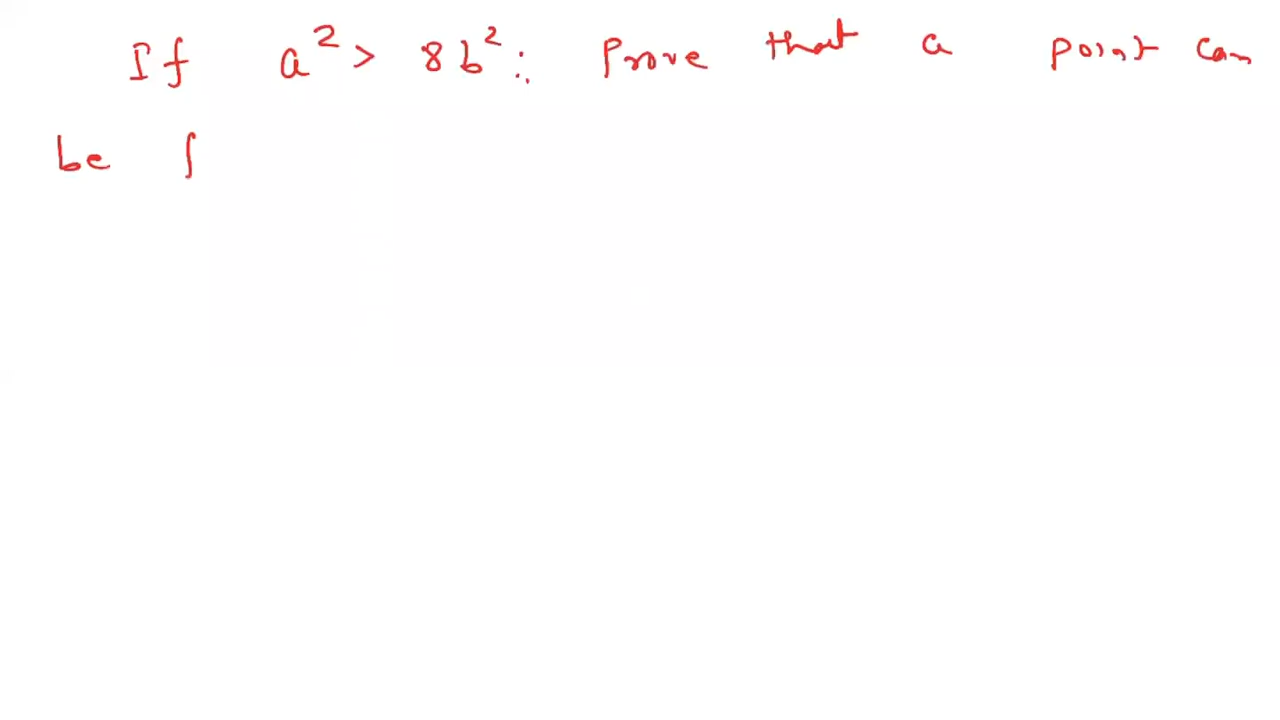 If a² > 8b² ∴ Prove that a point can
be f